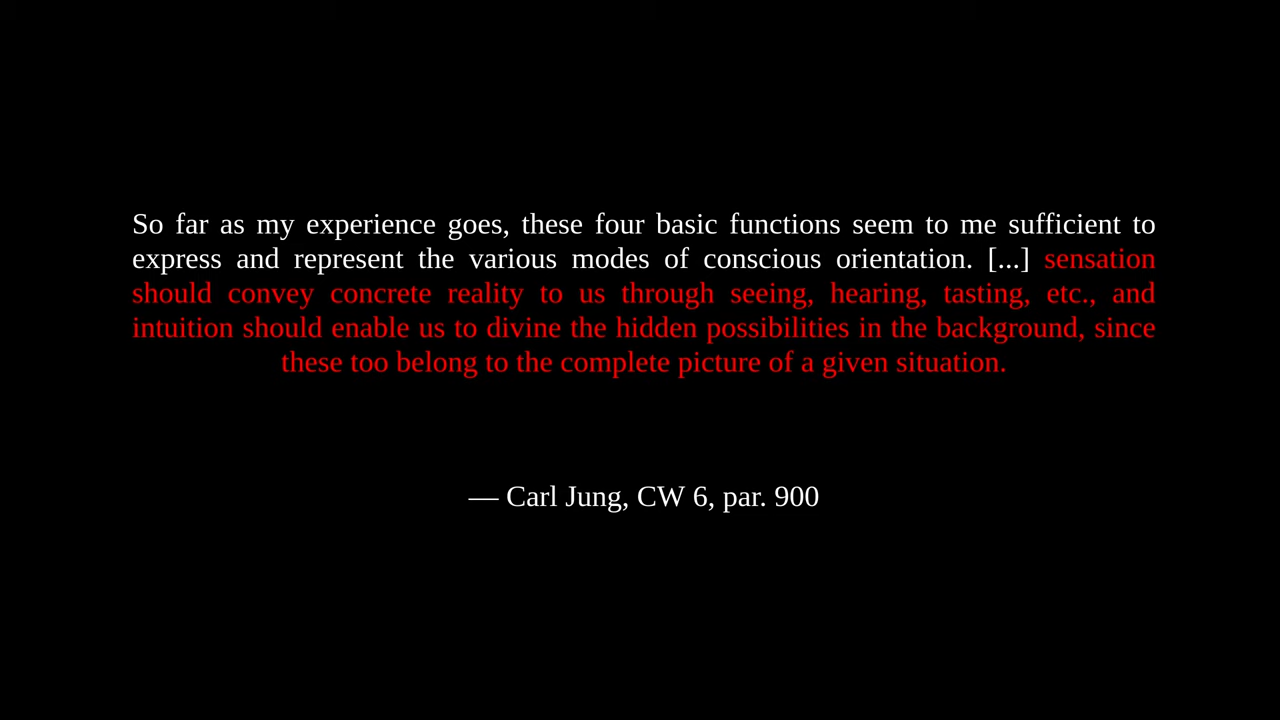 So far as my experience goes, these four basic functions seem to me sufficient to
express and represent the various modes of conscious orientation. [...] sensation
should convey concrete reality to us through seeing, hearing, tasting, etc., and
intuition should enable us to divine the hidden possibilities in the background, since
these too belong to the complete picture of a given situation.
— Carl Jung, CW 6, par. 900